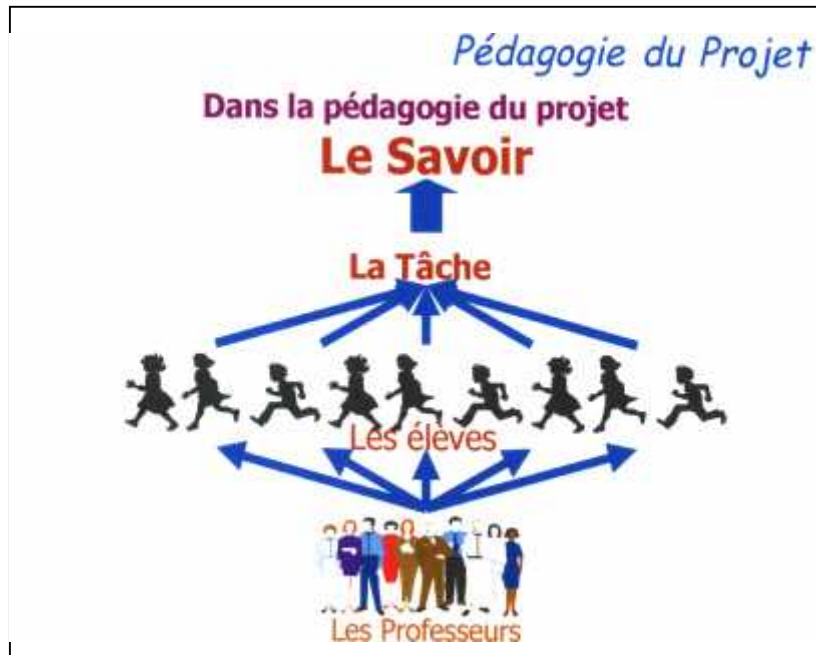 Pédagogie du Projet
Dans la pédagogie du projet
Le Savoir
La Tâche
Les élèves
Les Professeurs